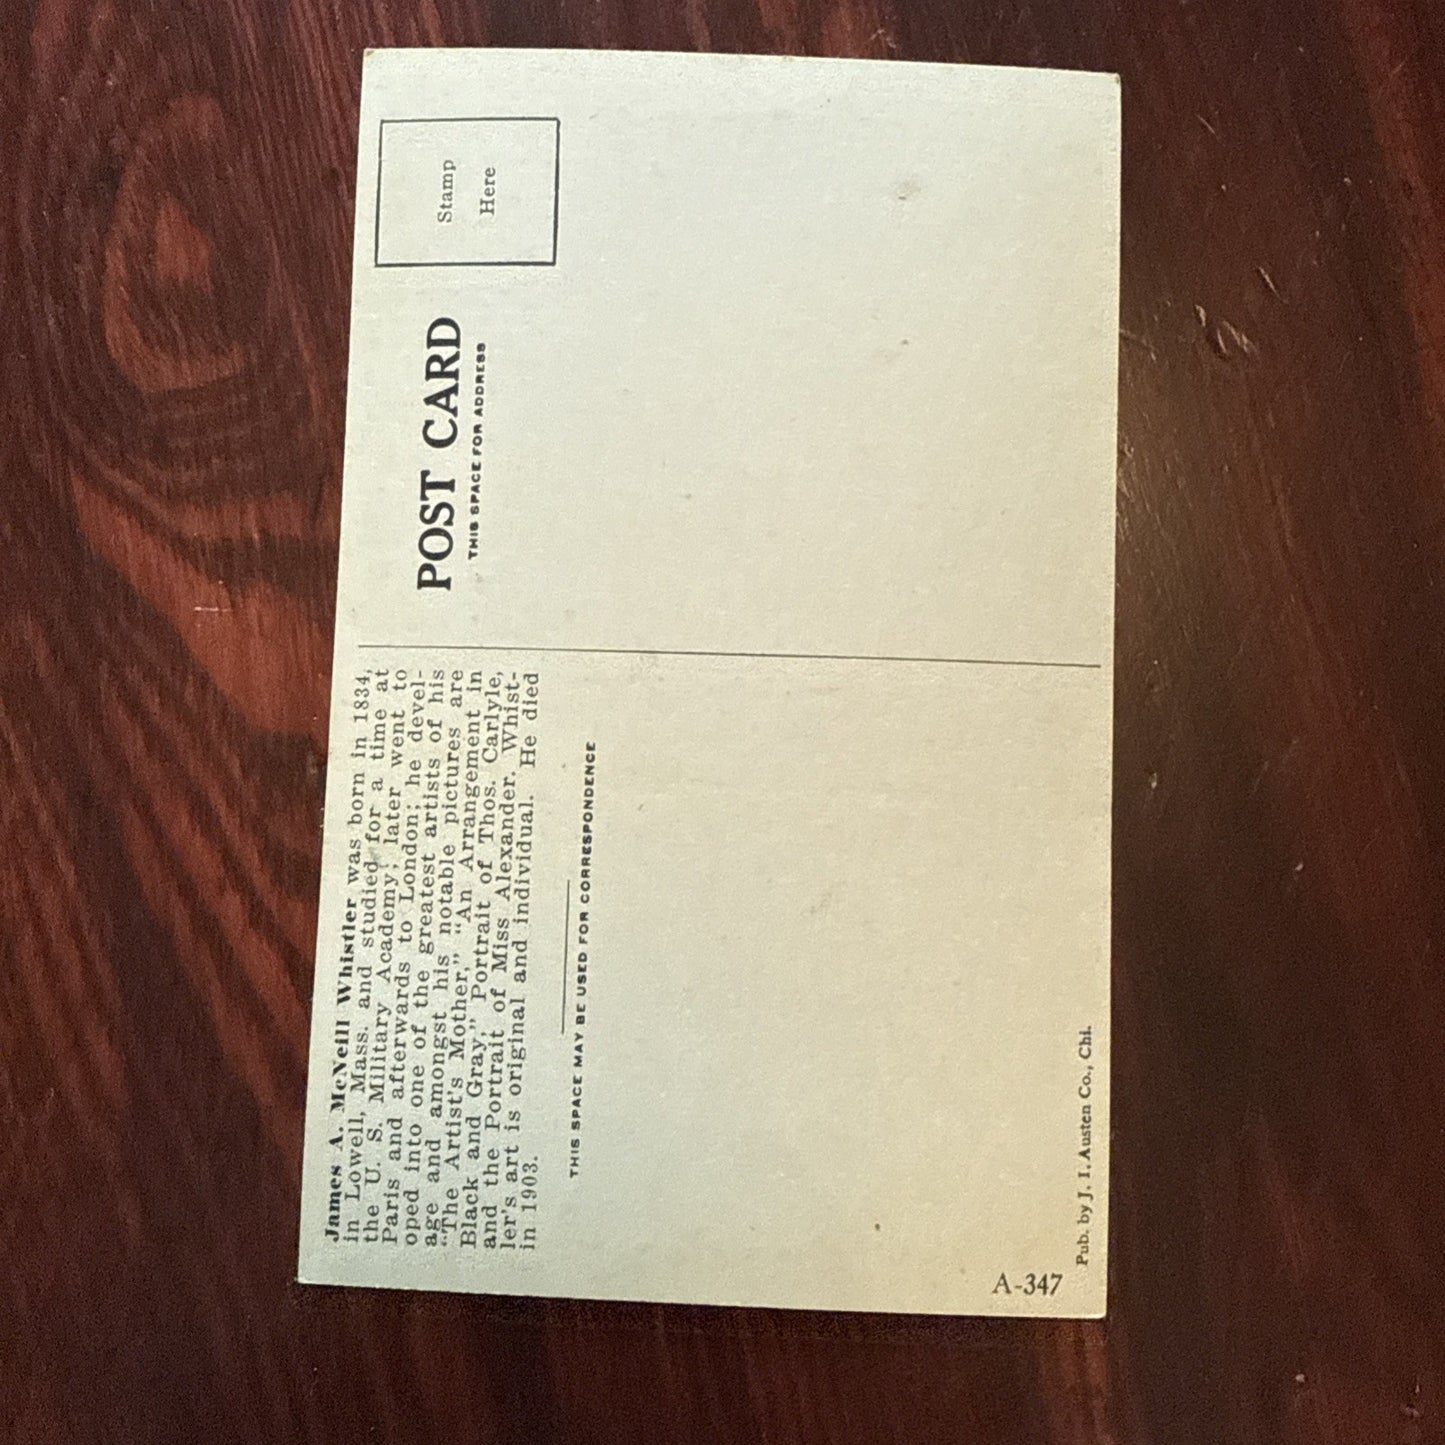 James A. McNeill Whistler was born in 1834,
in Lowell, Mass. and studied for a time at
the U. S. Military Academy; later went to
Paris and afterwards to London; he devel-
oped into one of the greatest artists of his
age and amongst his notable pictures are
“The Artist's Mother,” “An Arrangement in
Black and Gray,” Portrait of Thos. Carlyle,
and the Portrait of Miss Alexander. Whist-
ler's art is original and individual. He died
in 1903.
THIS SPACE MAY BE USED FOR CORRESPONDENCE
A-347
Pub. by J. I. Austen Co., Chi.
POST CARD
THIS SPACE FOR ADDRESS
Stamp
Here